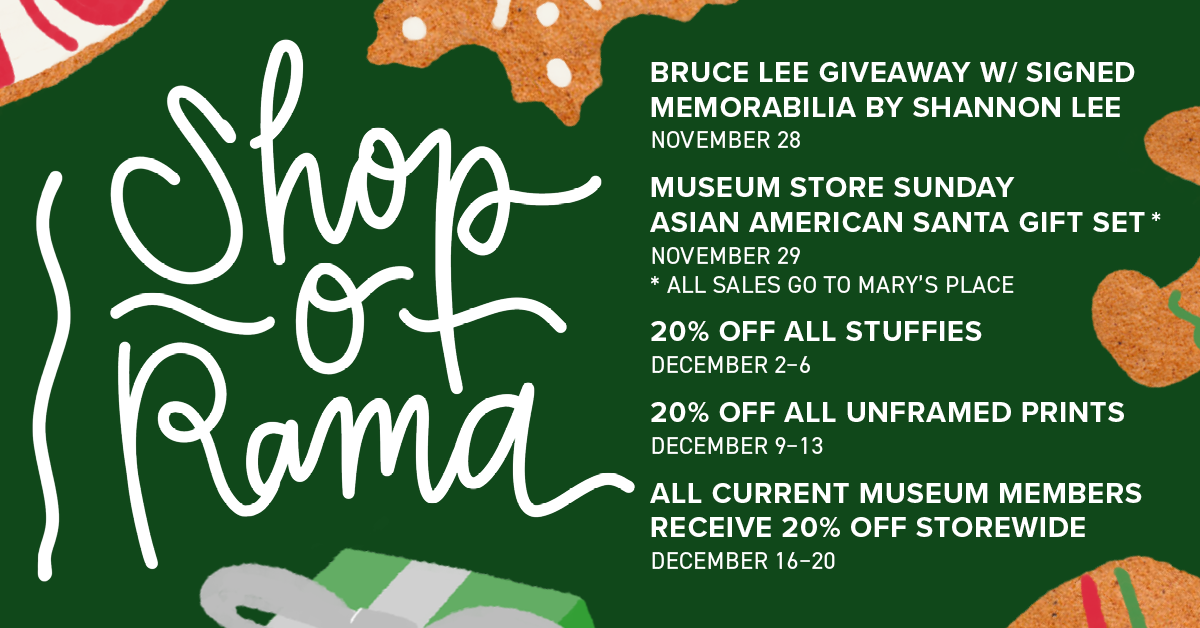 Shop
o
Rama
BRUCE LEE GIVEAWAY W/ SIGNED
MEMORABILIA BY SHANNON LEE
NOVEMBER 28
MUSEUM STORE SUNDAY
ASIAN AMERICAN SANTA GIFT SET *
NOVEMBER 29
* ALL SALES GO TO MARY'S PLACE
20% OFF ALL STUFFIES
DECEMBER 2–6
20% OFF ALL UNFRAMED PRINTS
DECEMBER 9–13
ALL CURRENT MUSEUM MEMBERS
RECEIVE 20% OFF STOREWIDE
DECEMBER 16–20